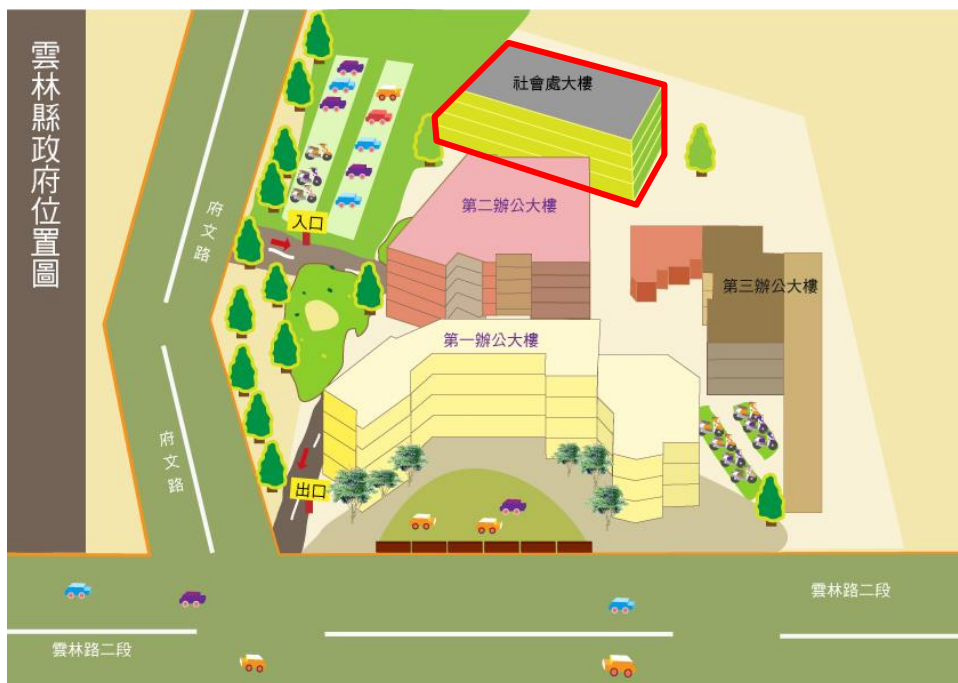 雲林縣政府位置圖
社會處大樓
府文路
入口
第二辦公大樓
第三辦公大樓
第一辦公大樓
府文路
出口
雲林路二段
雲林路二段